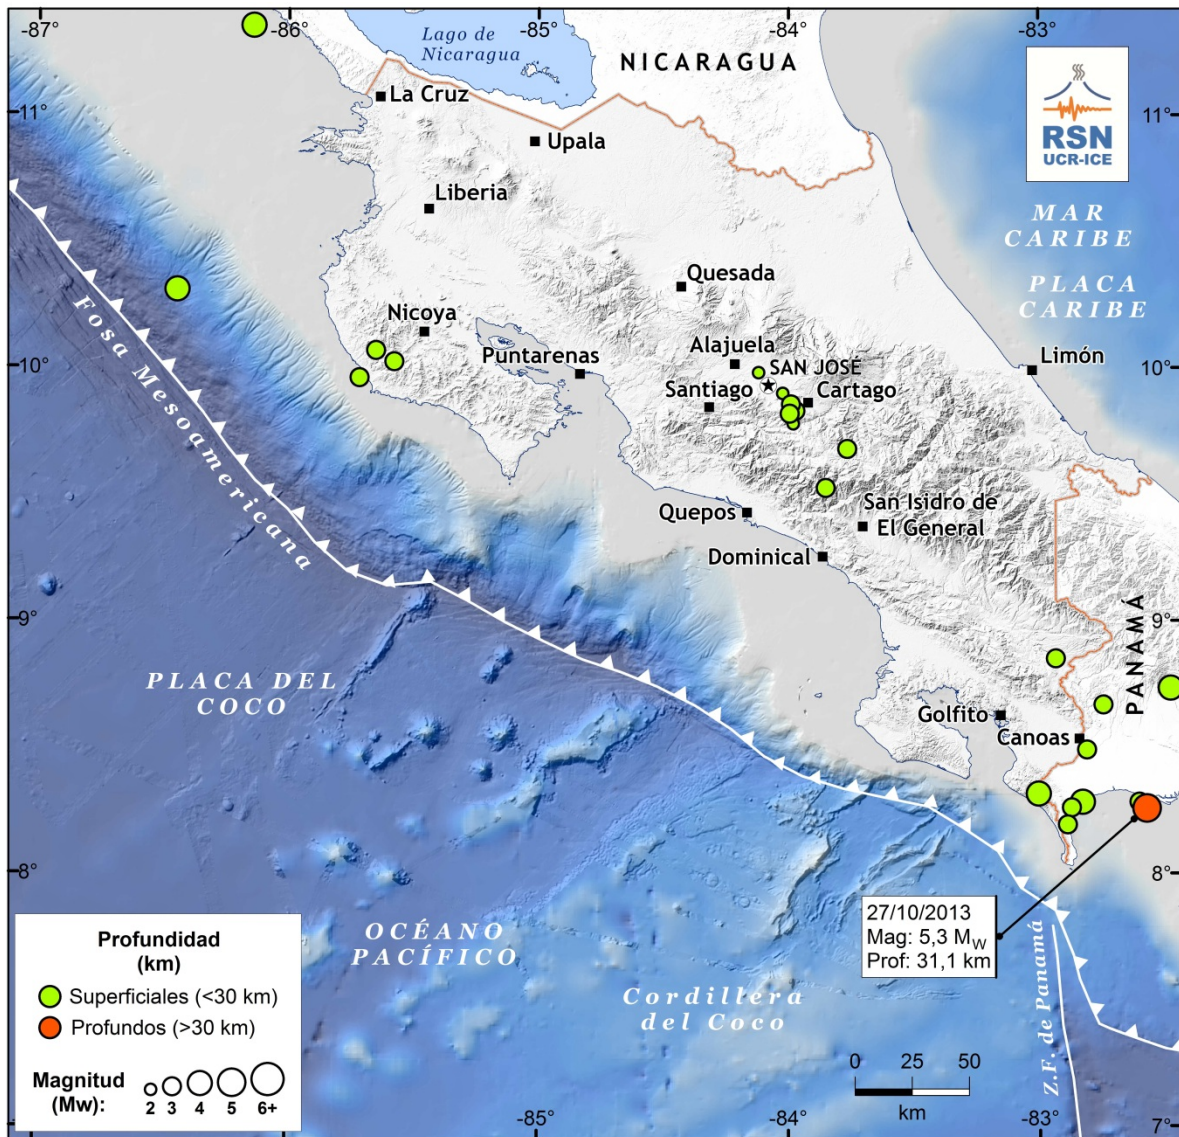 -87°
-86°
-85°
-84°
-83°
Lago de
Nicaragua
NICARAGUA
RSN
UCR-ICE
11°
La Cruz
11°
Upala
Liberia
MAR
CARIBE
Quesada
PLACA
CARIBE
Fosa Mesoamericana
Nicoya
Puntarenas
Alajuela
Limón
10°
SAN JOSÉ
10°
Santiago
Cartago
San Isidro de
El General
Quepos
Dominical
9°
9°
PANAMÁ
PLACA DEL
COCO
Golfito
Canoas
8°
8°
27/10/2013
Mag: 5,3 MW
Prof: 31,1 km
OCÉANO
PACÍFICO
Z.F. de Panamá
Cordillera
del Coco
Profundidad
(km)
Superficiales (<30 km)
Profundos (>30 km)
Magnitud
(Mw):
2 3 4 5 6+
0 25 50
km
-85°
-84°
-83°
7°